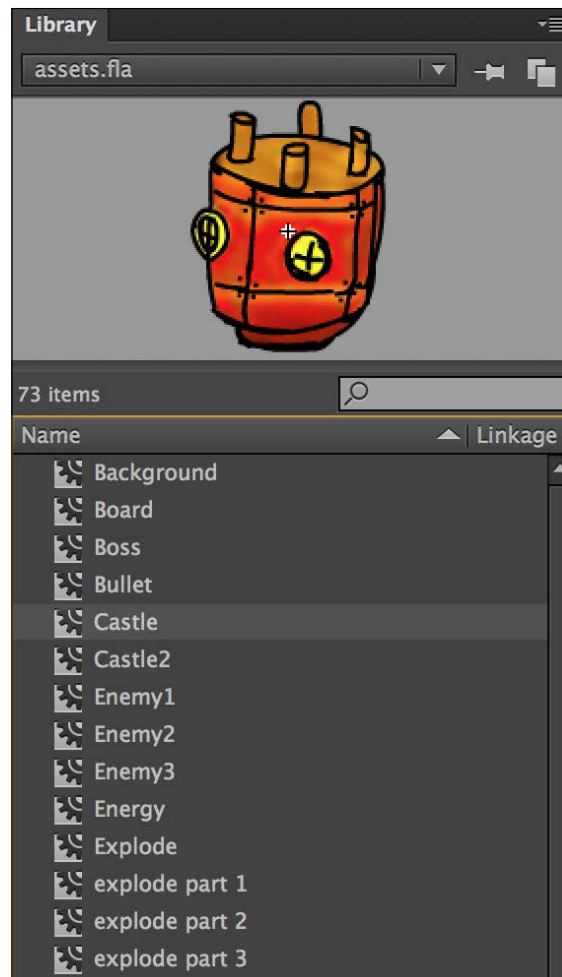 Library
assets.fla
73 items
Name Linkage
Background
Board
Boss
Bullet
Castle
Castle2
Enemy1
Enemy2
Enemy3
Energy
Explode
explode part 1
explode part 2
explode part 3